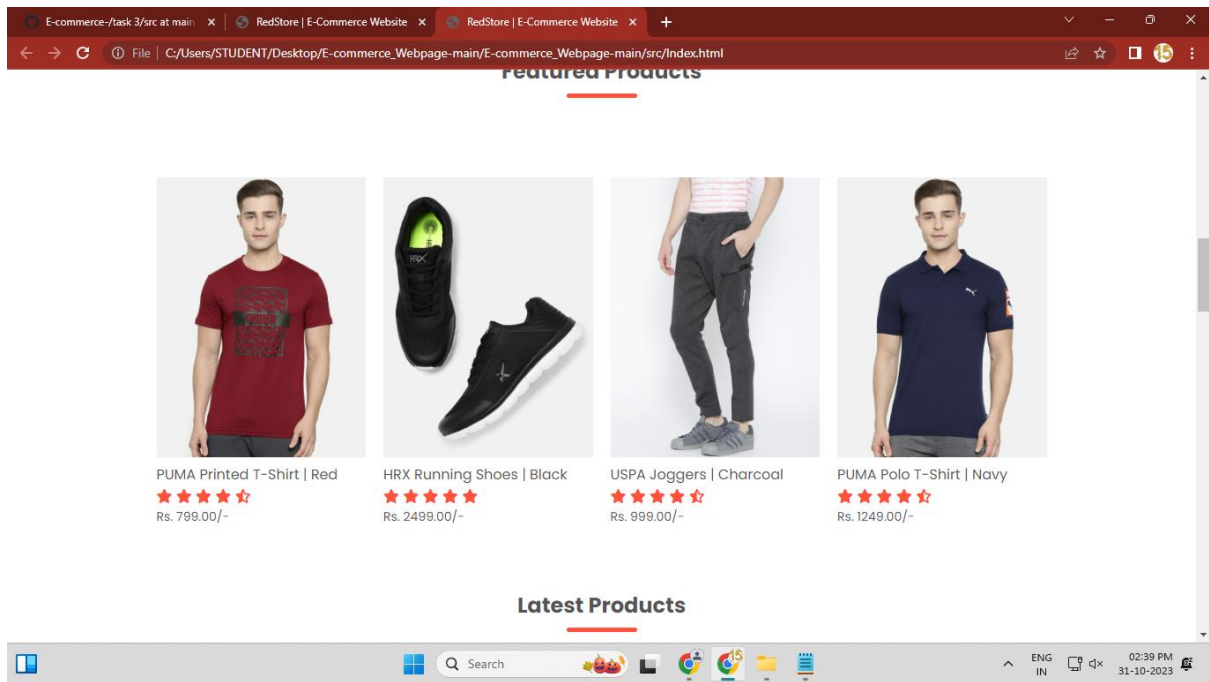 E-commerce-/task 3/src at main
RedStore | E-Commerce Website
RedStore | E-Commerce Website
File | C:/Users/STUDENT/Desktop/E-commerce_Webpage-main/E-commerce_Webpage-main/src/Index.html
15
Featured Products
HRX
PUMA Printed T-Shirt | Red
HRX Running Shoes | Black
USPA Joggers | Charcoal
PUMA Polo T-Shirt | Navy
Rs. 799.00/-
Rs. 2499.00/-
Rs. 999.00/-
Rs. 1249.00/-
Latest Products
Search
15
ENG
IN
02:39 PM
31-10-2023